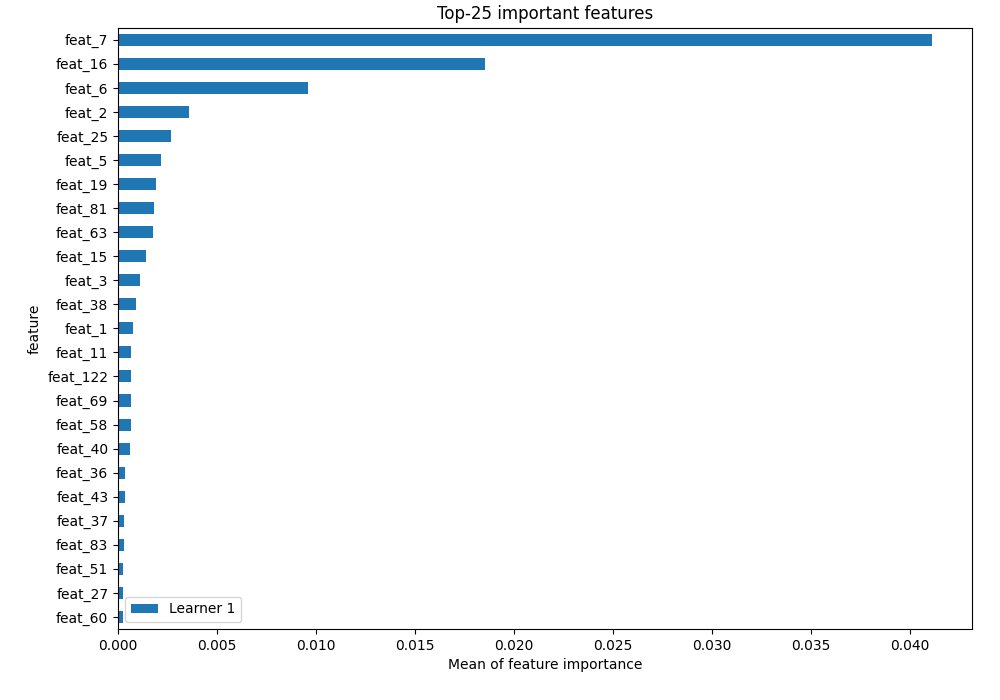 Top-25 important features
feat_7
feat_16
feat_6
feat_2
feat_25
feat_5
feat_19
feat_81
feat_63
feat_15
feat_3
feat_38
feat_1
feat_11
feat_122
feat_69
feat_58
feat_40
feat_36
feat_43
feat_37
feat_83
feat_51
feat_27
feat_60
feature
Learner 1
0.000 0.005 0.010 0.015 0.020 0.025 0.030 0.035 0.040
Mean of feature importance